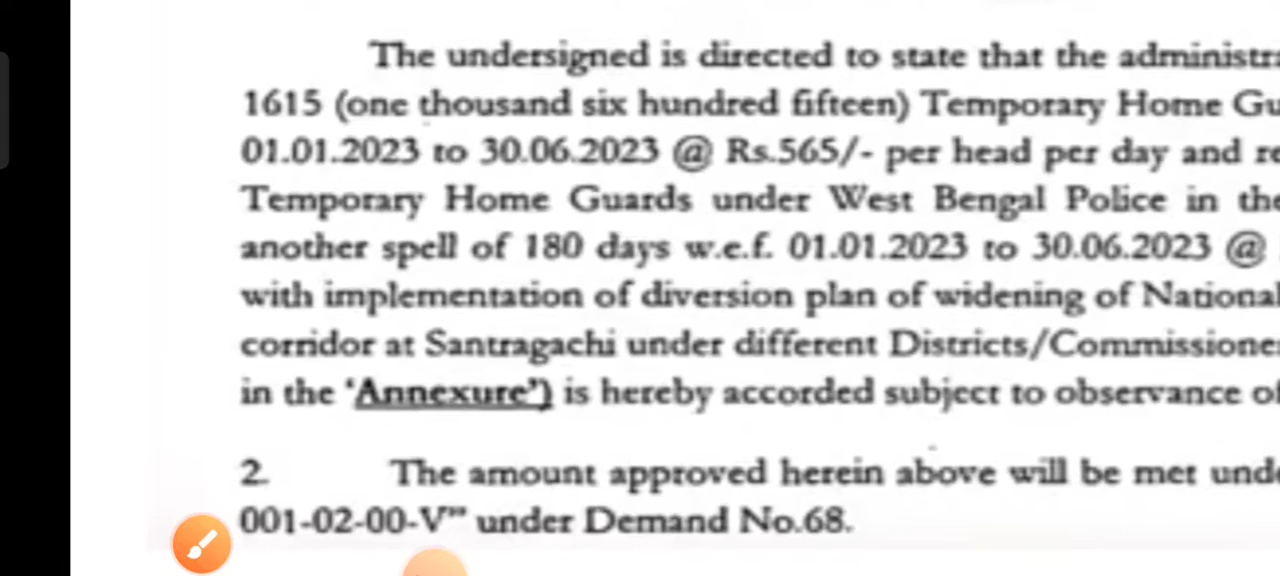 The undersigned is directed to state that the administra
1615 (one thousand six hundred fifteen) Temporary Home Gu
01.01.2023 to 30.06.2023 @ Rs.565/- per head per day and re
Temporary Home Guards under West Bengal Police in the
another spell of 180 days w.e.f. 01.01.2023 to 30.06.2023 @
with implementation of diversion plan of widening of National
corridor at Santragachi under different Districts/Commissione
in the ‘Annexure’) is hereby accorded subject to observance of
2. The amount approved herein above will be met unde
001-02-00-V" under Demand No.68.